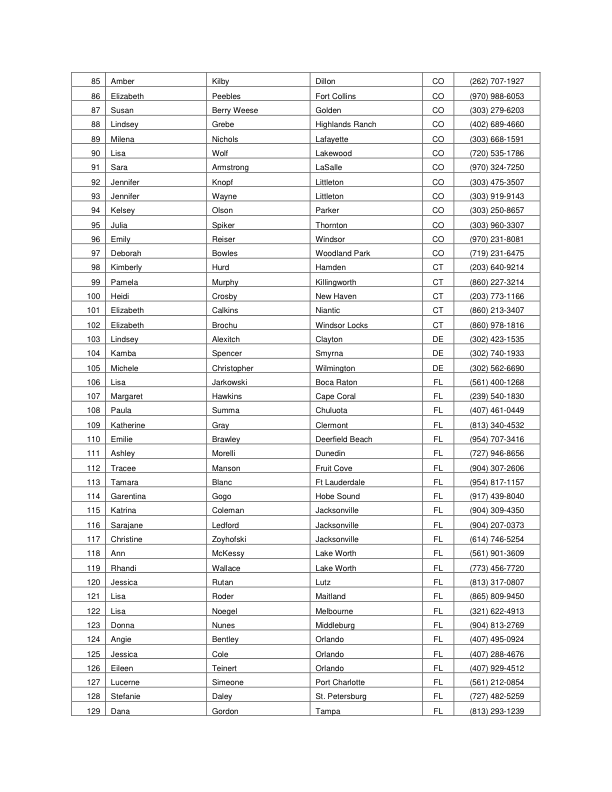 85 Amber Kilby Dillon CO (262) 707-1927
86 Elizabeth Peebles Fort Collins CO (970) 988-6053
87 Susan Berry Weese Golden CO (303) 279-6203
88 Lindsey Grebe Highlands Ranch CO (402) 689-4660
89 Milena Nichols Lafayette CO (303) 668-1591
90 Lisa Wolf Lakewood CO (720) 535-1786
91 Sara Armstrong LaSalle CO (970) 324-7250
92 Jennifer Knopf Littleton CO (303) 475-3507
93 Jennifer Wayne Littleton CO (303) 919-9143
94 Kelsey Olson Parker CO (303) 250-8657
95 Julia Spiker Thornton CO (303) 960-3307
96 Emily Reiser Windsor CO (970) 231-8081
97 Deborah Bowles Woodland Park CO (719) 231-6475
98 Kimberly Hurd Hamden CT (203) 640-9214
99 Pamela Murphy Killingworth CT (860) 227-3214
100 Heidi Crosby New Haven CT (203) 773-1166
101 Elizabeth Calkins Niantic CT (860) 213-3407
102 Elizabeth Brochu Windsor Locks CT (860) 978-1816
103 Lindsey Alexitch Clayton DE (302) 423-1535
104 Kamba Spencer Smyrna DE (302) 740-1933
105 Michele Christopher Wilmington DE (302) 562-6690
106 Lisa Jarkowski Boca Raton FL (561) 400-1268
107 Margaret Hawkins Cape Coral FL (239) 540-1830
108 Paula Summa Chuluota FL (407) 461-0449
109 Katherine Gray Clermont FL (813) 340-4532
110 Emilie Brawley Deerfield Beach FL (954) 707-3416
111 Ashley Morelli Dunedin FL (727) 946-8656
112 Tracee Manson Fruit Cove FL (904) 307-2606
113 Tamara Blanc Ft Lauderdale FL (954) 817-1157
114 Garentina Gogo Hobe Sound FL (917) 439-8040
115 Katrina Coleman Jacksonville FL (904) 309-4350
116 Sarajane Ledford Jacksonville FL (904) 207-0373
117 Christine Zoyhofski Jacksonville FL (614) 746-5254
118 Ann McKessy Lake Worth FL (561) 901-3609
119 Rhandi Wallace Lake Worth FL (773) 456-7720
120 Jessica Rutan Lutz FL (813) 317-0807
121 Lisa Roder Maitland FL (865) 809-9450
122 Lisa Noegel Melbourne FL (321) 622-4913
123 Donna Nunes Middleburg FL (904) 813-2769
124 Angie Bentley Orlando FL (407) 495-0924
125 Jessica Cole Orlando FL (407) 288-4676
126 Eileen Teinert Orlando FL (407) 929-4512
127 Lucerne Simeone Port Charlotte FL (561) 212-0854
128 Stefanie Daley St. Petersburg FL (727) 482-5259
129 Dana Gordon Tampa FL (813) 293-1239